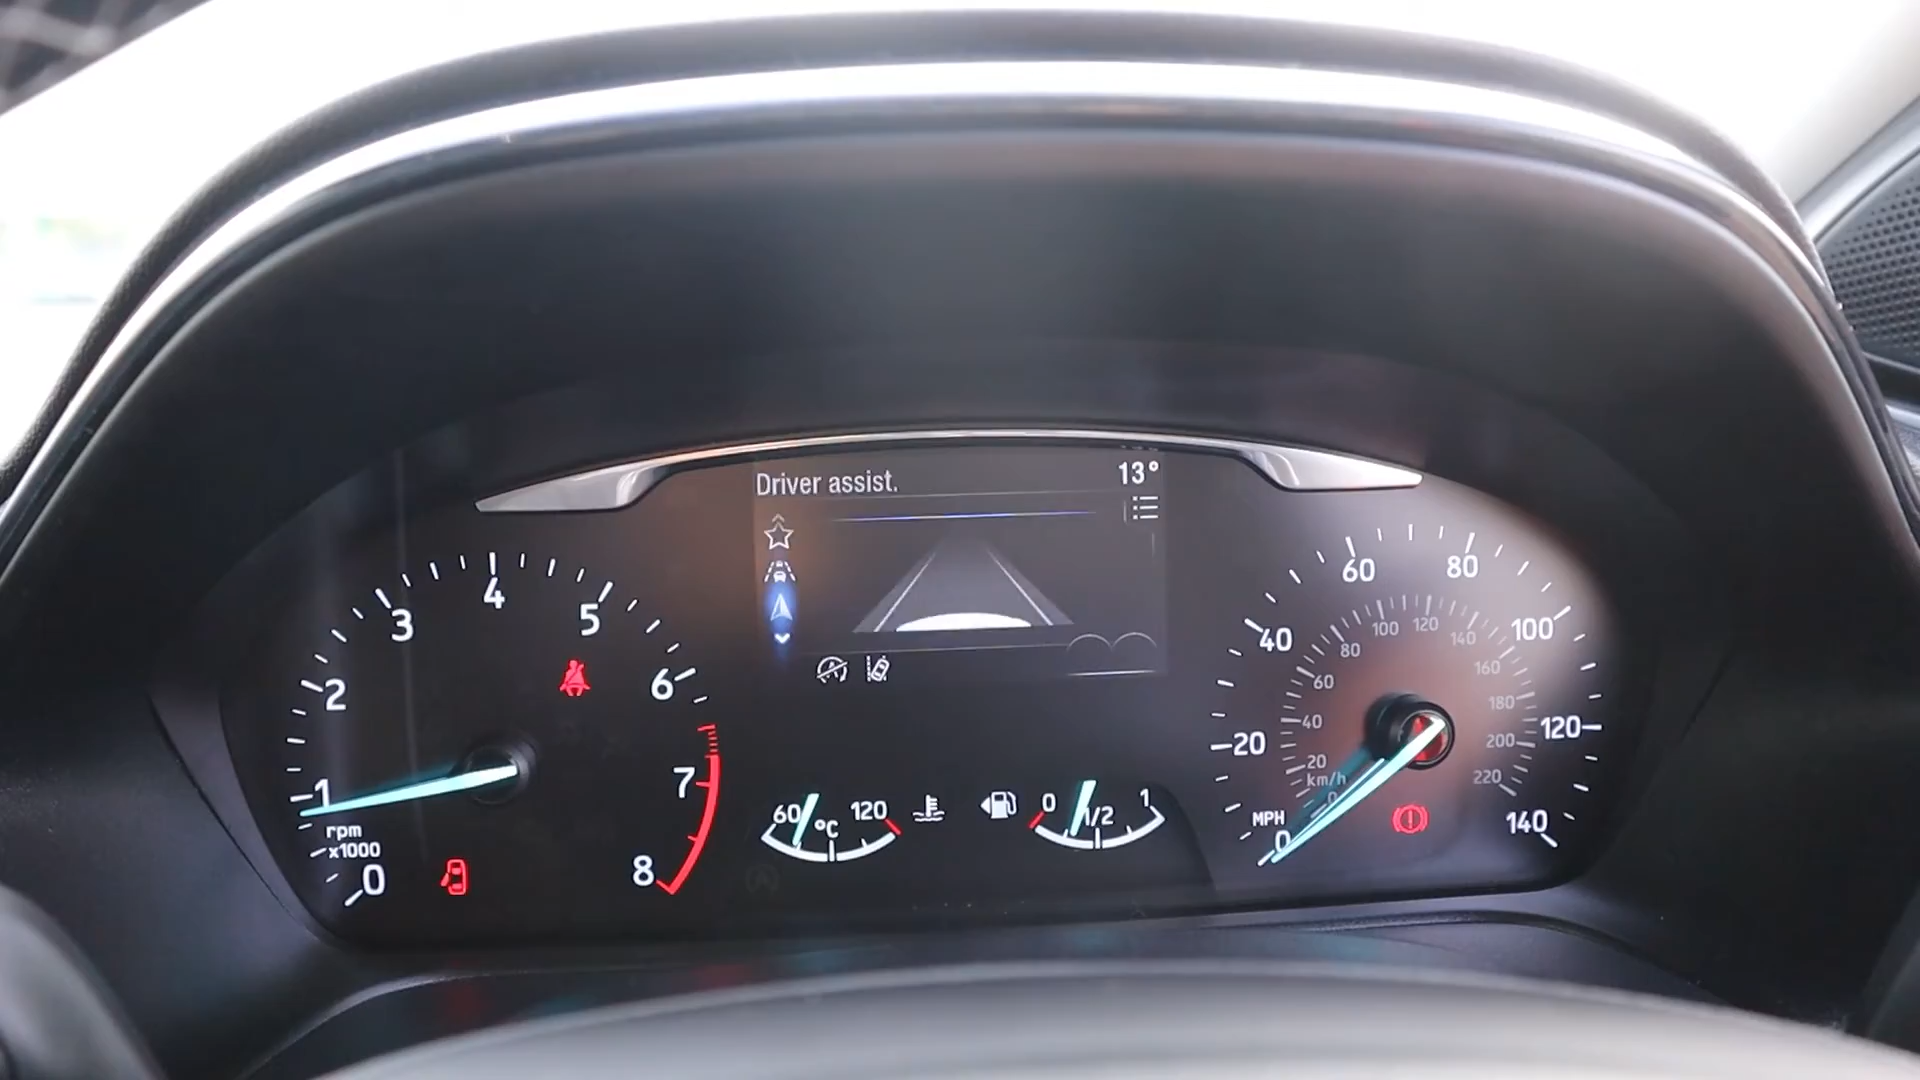 Driver assist. 13°
1 2 3 4 5 6 7 8
rpm
x1000
0
60 °C 120
0 1/2 1
20 40 60 80 100 120 140
20 40 60 80 100 120 140 160 180 200 220
km/h
0
MPH
0